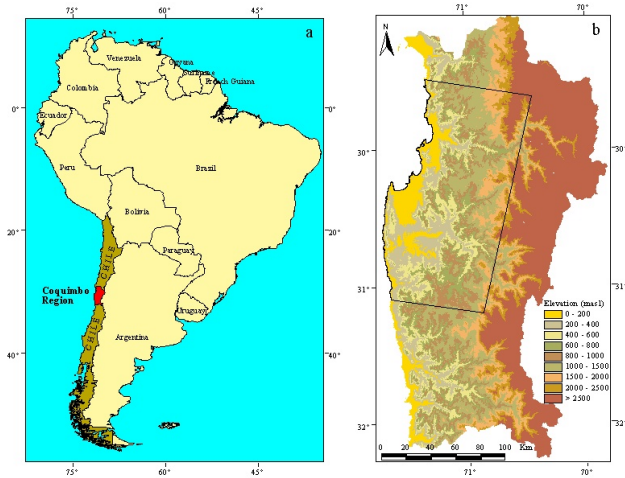 75° 60° 45°
a
Venezuela
Guyana
Suriname
French Guiana
Colombia
0° 0°
Ecuador
Peru
Brazil
Bolivia
20° 20°
CHILE
Paraguay
Coquimbo
Region
Uruguay
CHILE
Argentina
40° 40°
75° 60° 45°
71° 70°
b
N
30° 30°
31° 31°
Elevation (masl)
0 - 200
200 - 400
400 - 600
600 - 800
800 - 1000
1000 - 1500
1500 - 2000
2000 - 2500
> 2500
32° 32°
0 20 40 60 80 100 Km
71° 70°